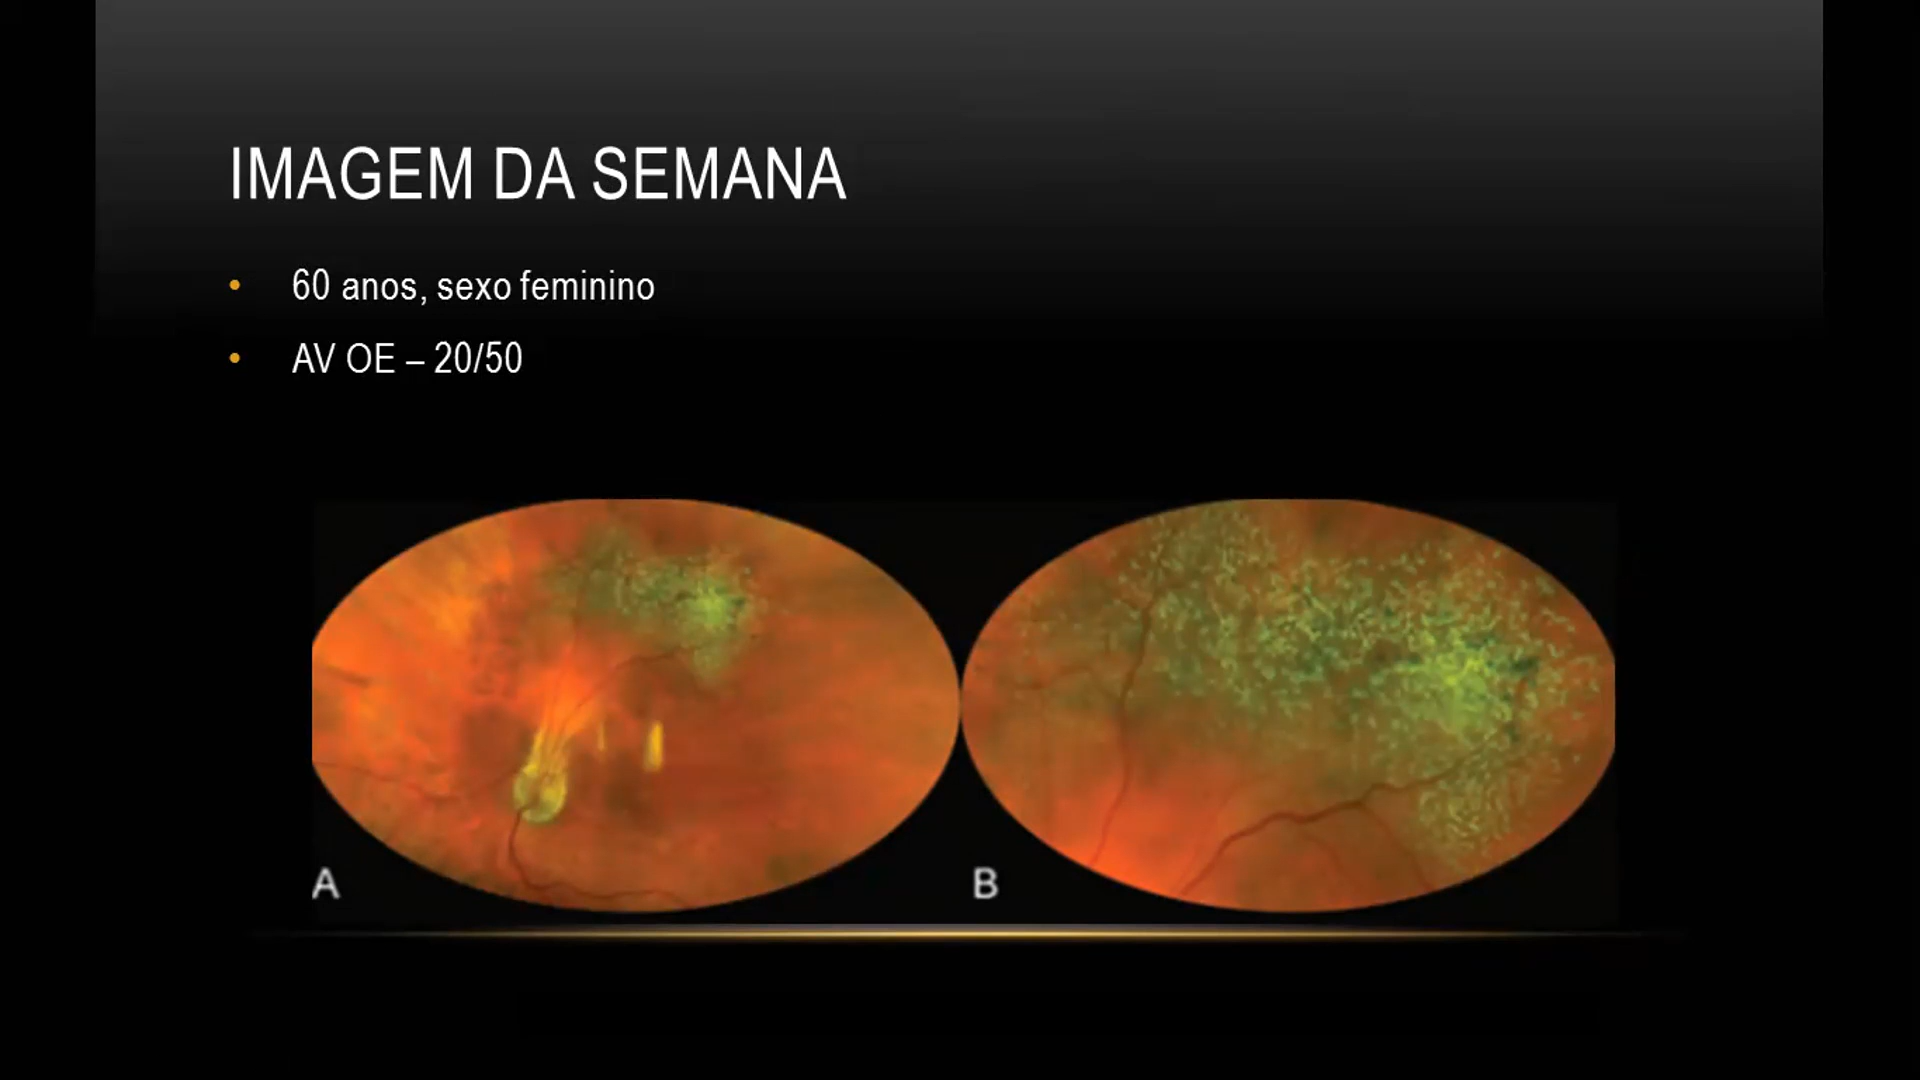 IMAGEM DA SEMANA
• 60 anos, sexo feminino
• AV OE – 20/50
A
B